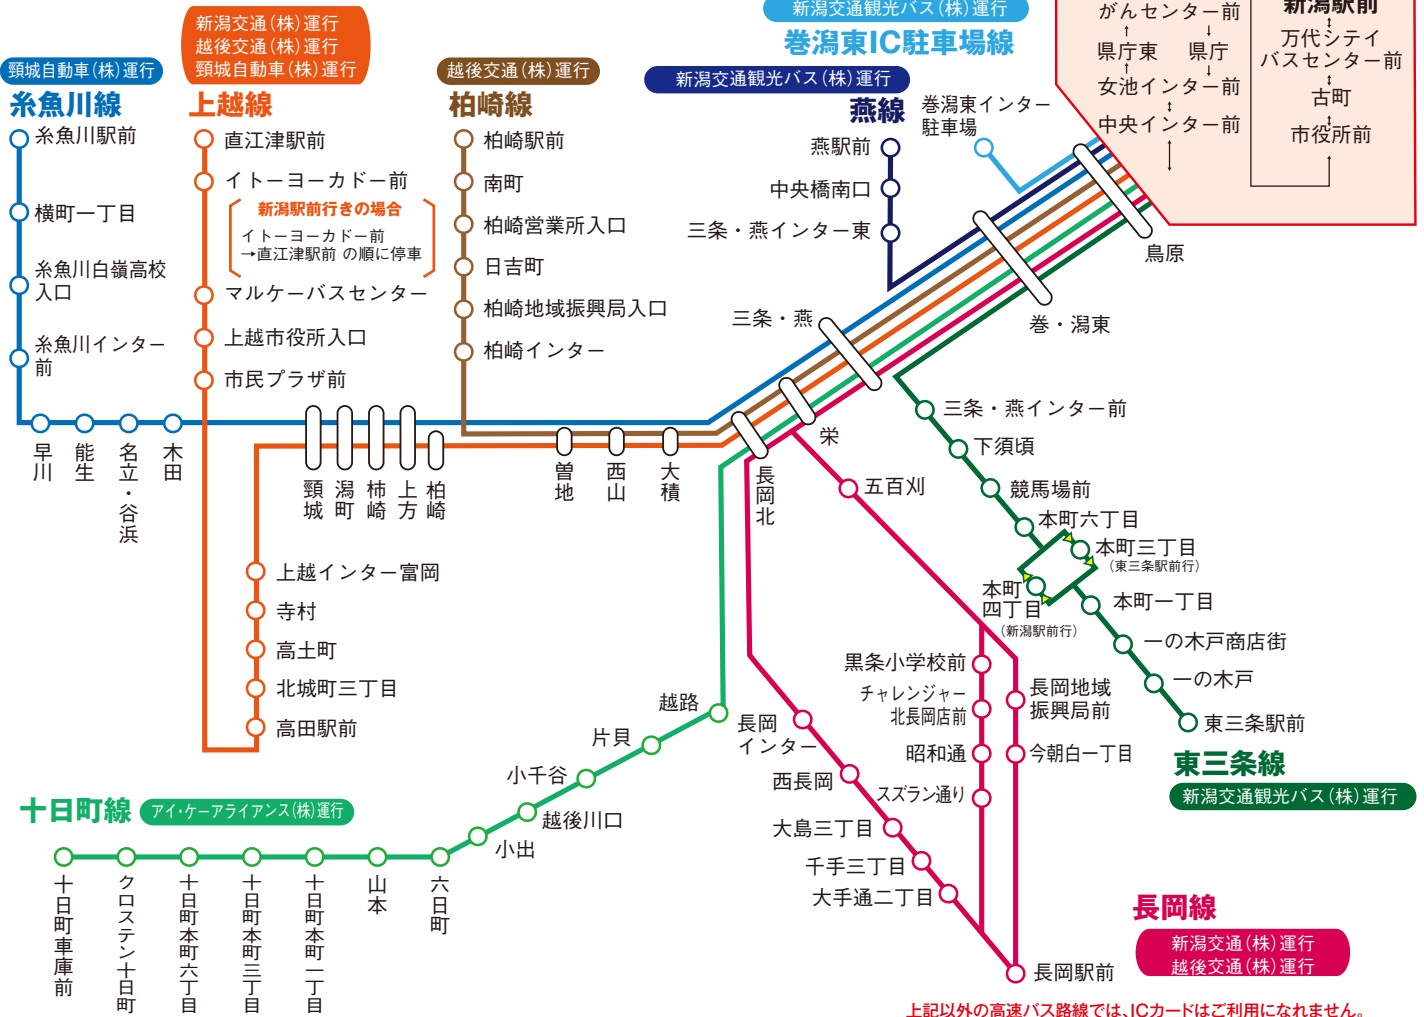 新潟交通観光バス(株)運行
巻潟東IC駐車場線
巻潟東インター
駐車場
がんセンター前
県庁東
県庁
女池インター前
中央インター前
新潟駅前
万代シテイ
バスセンター前
古町
市役所前
頸城自動車(株)運行
糸魚川線
糸魚川駅前
横町一丁目
糸魚川白嶺高校
入口
糸魚川インター
前
早川
能生
名立・谷浜
木田
新潟交通(株)運行
越後交通(株)運行
頸城自動車(株)運行
上越線
直江津駅前
イトーヨーカドー前
新潟駅前行きの場合
イトーヨーカドー前
→直江津駅前 の順に停車
マルケーバスセンター
上越市役所入口
市民プラザ前
上越インター富岡
寺村
高土町
北城町三丁目
高田駅前
頸城
潟町
柿崎
上方
柏崎
越後交通(株)運行
柏崎線
柏崎駅前
南町
柏崎営業所入口
日吉町
柏崎地域振興局入口
柏崎インター
曽地
西山
大積
新潟交通観光バス(株)運行
燕線
燕駅前
中央橋南口
三条・燕インター東
三条・燕
栄
長岡北
巻・潟東
鳥原
三条・燕インター前
下須頃
競馬場前
本町六丁目
本町三丁目
(東三条駅前行)
本町
四丁目
(新潟駅前行)
本町一丁目
一の木戸商店街
一の木戸
東三条駅前
東三条線
新潟交通観光バス(株)運行
五百刈
黒条小学校前
チャレンジャー
北長岡店前
昭和通
スズラン通り
長岡地域
振興局前
今朝白一丁目
長岡
インター
西長岡
大島三丁目
千手三丁目
大手通二丁目
長岡駅前
長岡線
新潟交通(株)運行
越後交通(株)運行
十日町線
アイ・ケーアライアンス(株)運行
越路
片貝
小千谷
越後川口
小出
六日町
山本
十日町本町一丁目
十日町本町三丁目
十日町本町六丁目
クロステン十日町
十日町車庫前
上記以外の高速バス路線では、ICカードはご利用になれません。